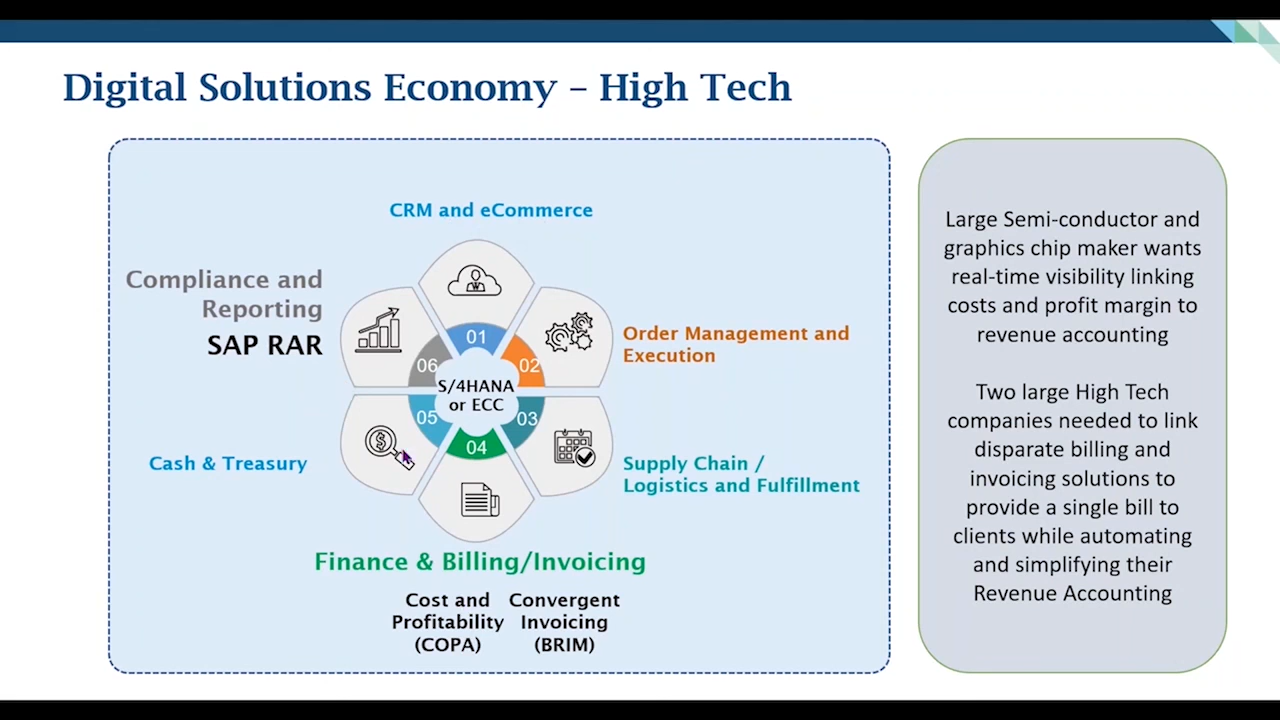 Digital Solutions Economy – High Tech
CRM and eCommerce
Compliance and
Reporting
SAP RAR
Order Management and
Execution
01
02
03
04
05
06
S/4HANA
or ECC
Cash & Treasury
Supply Chain /
Logistics and Fulfillment
Finance & Billing/Invoicing
Cost and
Profitability
(COPA)
Convergent
Invoicing
(BRIM)
Large Semi-conductor and
graphics chip maker wants
real-time visibility linking
costs and profit margin to
revenue accounting
Two large High Tech
companies needed to link
disparate billing and
invoicing solutions to
provide a single bill to
clients while automating
and simplifying their
Revenue Accounting